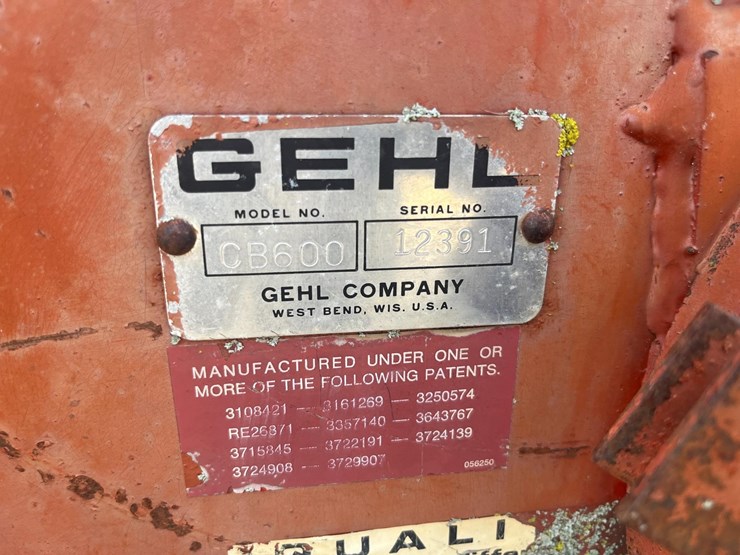 GEHL
MODEL NO. SERIAL NO.
CB600 12391
GEHL COMPANY
WEST BEND, WIS. U.S.A.
MANUFACTURED UNDER ONE OR
MORE OF THE FOLLOWING PATENTS.
3108421 — 3161269 — 3250574
RE26871 — 3357140 — 3643767
3715845 — 3722191 — 3724139
3724908 — 3729907
056250
QUALI